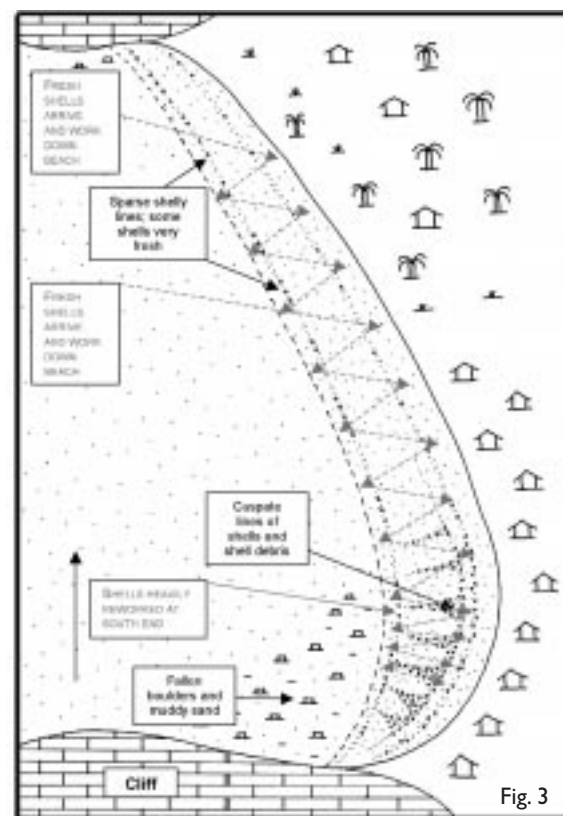 FRESH
SHELLS
ARRIVE
AND WORK
DOWN
BEACH
Sparse shelly
lines; some
shells very
fresh
FRESH
SHELLS
ARRIVE
AND WORK
DOWN
BEACH
Cuspate
lines of
shells and
shell debris
SHELLS HEAVILY
REWORKED AT
SOUTH END
Fallen
boulders and
muddy sand
Cliff
Fig. 3